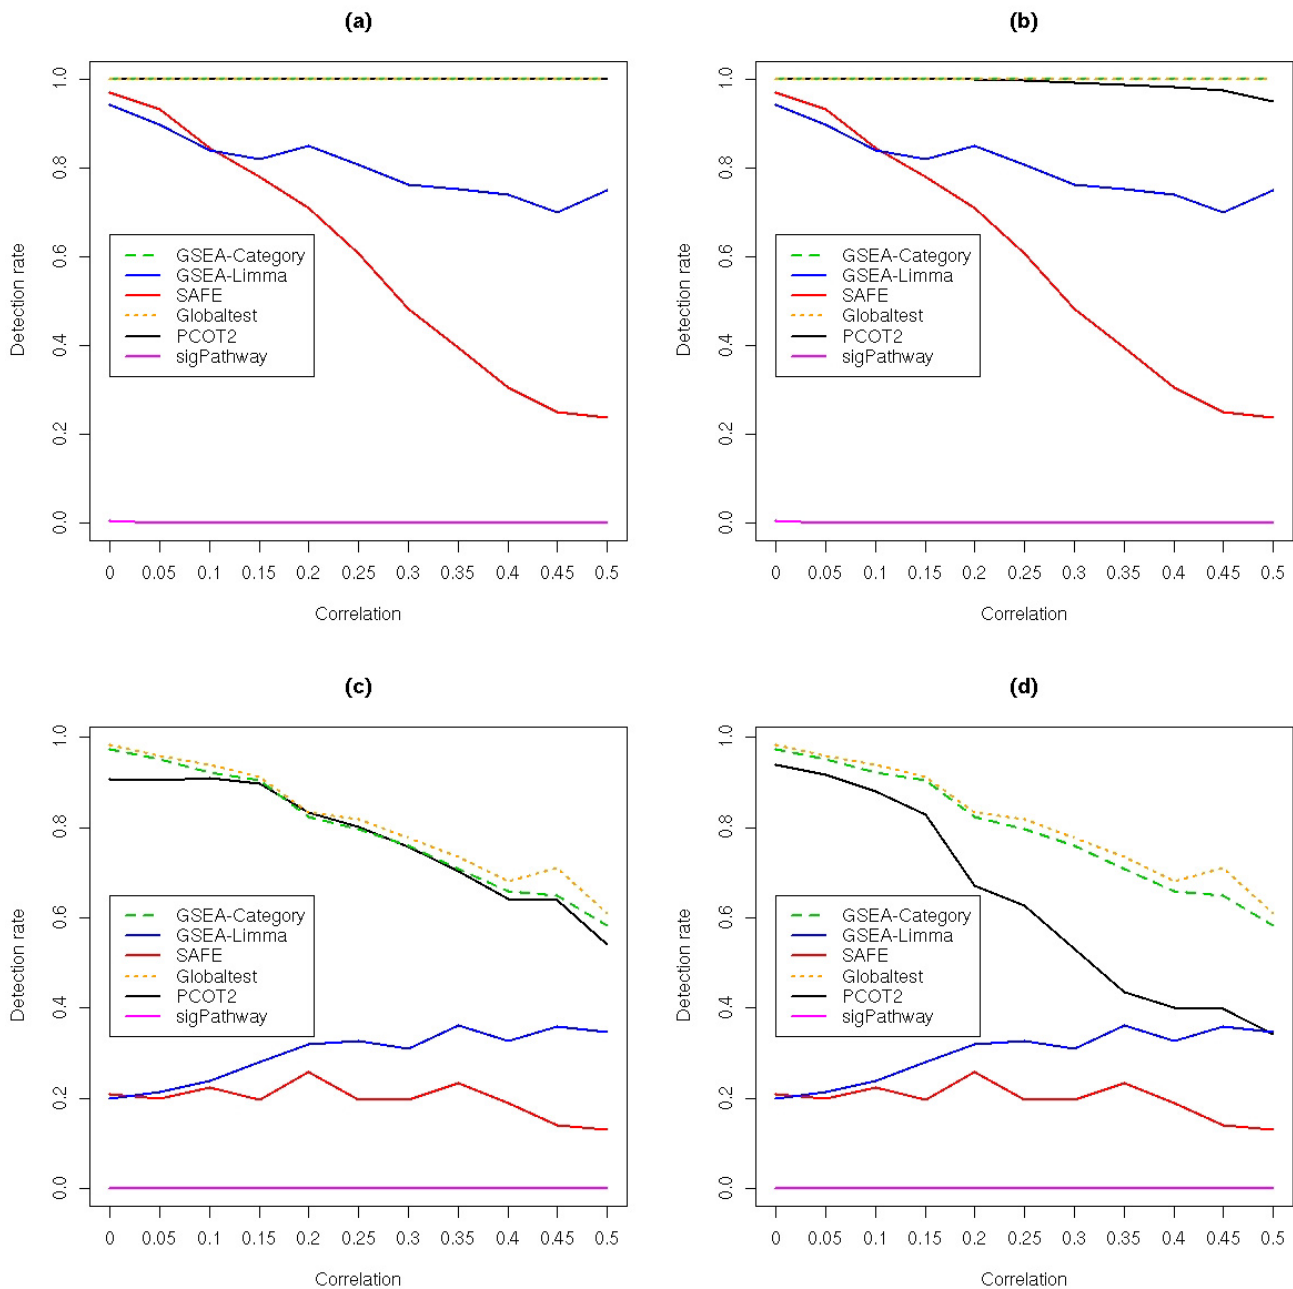 (a)
1.0
0.8
0.6
0.4
0.2
0.0
Detection rate
GSEA-Category
GSEA-Limma
SAFE
Globaltest
PCOT2
sigPathway
0 0.05 0.1 0.15 0.2 0.25 0.3 0.35 0.4 0.45 0.5
Correlation
(b)
1.0
0.8
0.6
0.4
0.2
0.0
Detection rate
GSEA-Category
GSEA-Limma
SAFE
Globaltest
PCOT2
sigPathway
0 0.05 0.1 0.15 0.2 0.25 0.3 0.35 0.4 0.45 0.5
Correlation
(c)
1.0
0.8
0.6
0.4
0.2
0.0
Detection rate
GSEA-Category
GSEA-Limma
SAFE
Globaltest
PCOT2
sigPathway
0 0.05 0.1 0.15 0.2 0.25 0.3 0.35 0.4 0.45 0.5
Correlation
(d)
1.0
0.8
0.6
0.4
0.2
0.0
Detection rate
GSEA-Category
GSEA-Limma
SAFE
Globaltest
PCOT2
sigPathway
0 0.05 0.1 0.15 0.2 0.25 0.3 0.35 0.4 0.45 0.5
Correlation